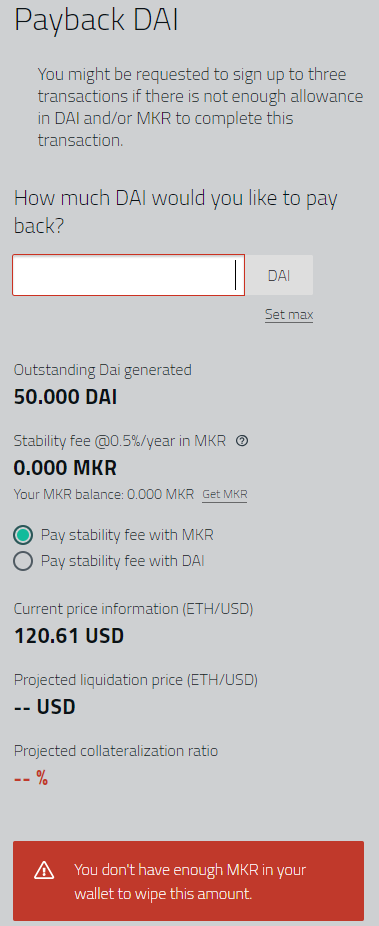 Payback DAI
You might be requested to sign up to three
transactions if there is not enough allowance
in DAI and/or MKR to complete this
transaction.
How much DAI would you like to pay
back?
DAI
Set max
Outstanding Dai generated
50.000 DAI
Stability fee @0.5%/year in MKR ?
0.000 MKR
Your MKR balance: 0.000 MKR Get MKR
Pay stability fee with MKR
Pay stability fee with DAI
Current price information (ETH/USD)
120.61 USD
Projected liquidation price (ETH/USD)
-- USD
Projected collateralization ratio
-- %
You don't have enough MKR in your
wallet to wipe this amount.